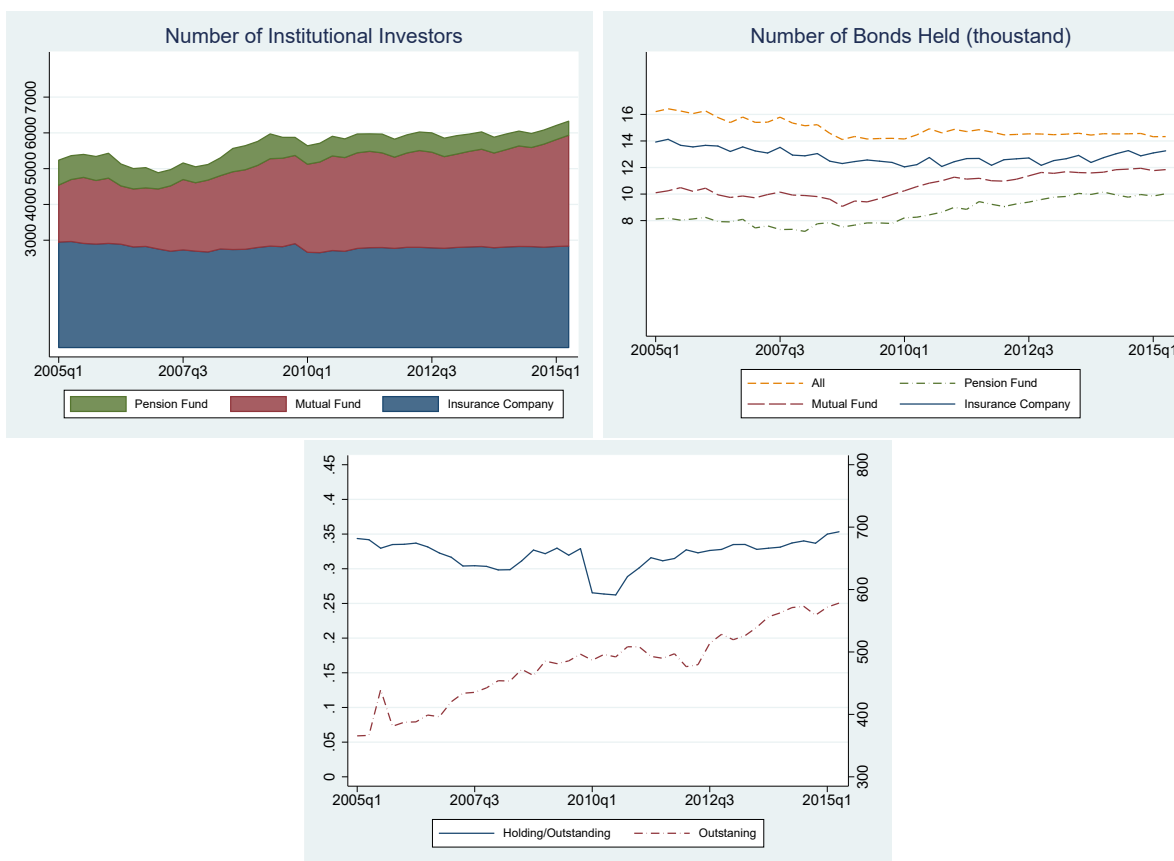 Number of Institutional Investors
7000
6000
5000
4000
3000
2005q1 2007q3 2010q1 2012q3 2015q1
Pension Fund Mutual Fund Insurance Company
Number of Bonds Held (thoustand)
16
14
12
10
8
2005q1 2007q3 2010q1 2012q3 2015q1
All Pension Fund
Mutual Fund Insurance Company
.45 800
.4
.35 700
.3
.25 600
.2 500
.15
.1 400
.05
0 300
2005q1 2007q3 2010q1 2012q3 2015q1
Holding/Outstanding Outstaning